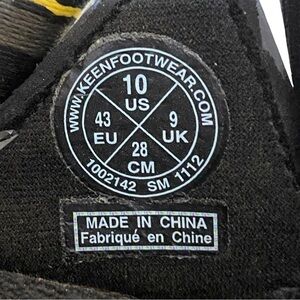 WWW.KEENFOOTWEAR.COM
10
US
43
EU
9
UK
28
CM
1002142 SM 1112
MADE IN CHINA
Fabriqué en Chine